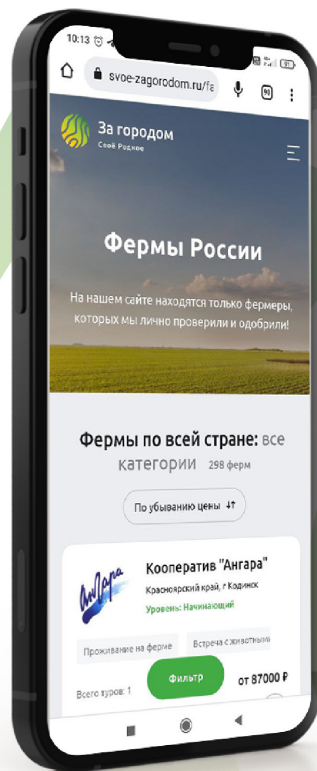 10:13
svoe-zagorodom.ru/fa
За городом
Своё Родное
Фермы России
На нашем сайте находятся только фермеры,
которых мы лично проверили и одобрили!
Фермы по всей стране: все
категории 298 ферм
По убыванию цены
Ангара
Кооператив "Ангара"
Красноярский край, г Кодинск
Уровень: Начинающий
Проживание на ферме Встреча с животными
Фильтр
Всего туров: 1 от 87000 ₽